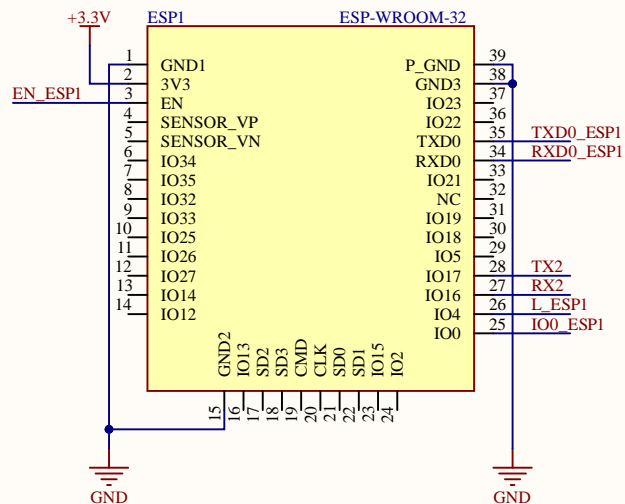 +3.3V
ESP1 ESP-WROOM-32
1 GND1 P_GND 39
2 3V3 GND3 38
EN_ESP1 3 EN IO23 37
4 SENSOR_VP IO22 36
5 SENSOR_VN TXD0 35 TXD0_ESP1
6 IO34 RXD0 34 RXD0_ESP1
7 IO35 IO21 33
8 IO32 NC 32
9 IO33 IO19 31
10 IO25 IO18 30
11 IO26 IO5 29
12 IO27 IO17 28 TX2
13 IO14 IO16 27 RX2
14 IO12 IO4 26 L_ESP1
IO0 25 IO0_ESP1
GND2 IO13 SD2 SD3 CMD CLK SD0 SD1 IO15 IO2
15 16 17 18 19 20 21 22 23 24
GND GND